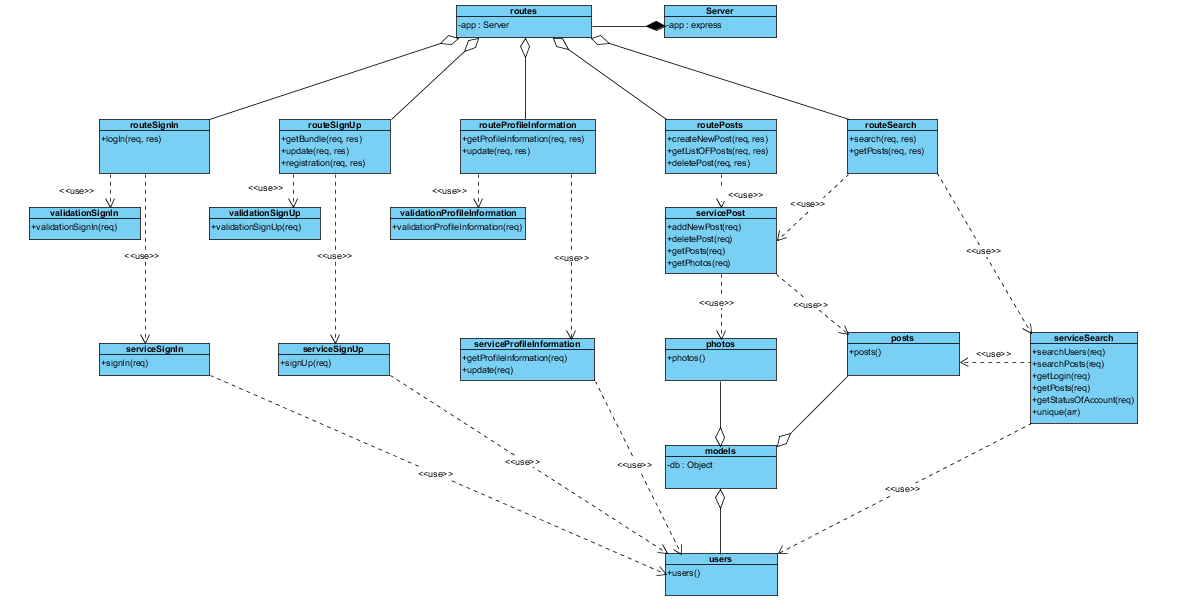 routes
-app : Server
Server
-app : express
routeSignIn
+logIn(req, res)
routeSignUp
+getBundle(req, res)
+update(req, res)
+registration(req, res)
routeProfileInformation
+getProfileInformation(req, res)
+update(req, res)
routePosts
+createNewPost(req, res)
+getListOFPosts(req, res)
+deletePost(req, res)
routeSearch
+search(req, res)
+getPosts(req, res)
<<use>>
<<use>>
<<use>>
<<use>>
<<use>>
validationSignIn
+validationSignIn(req)
validationSignUp
+validationSignUp(req)
validationProfileInformation
+validationProfileInformation(req)
servicePost
+addNewPost(req)
+deletePost(req)
+getPosts(req)
+getPhotos(req)
<<use>>
<<use>>
<<use>>
<<use>>
<<use>>
<<use>>
serviceSignIn
+signIn(req)
serviceSignUp
+signUp(req)
serviceProfileInformation
+getProfileInformation(req)
+update(req)
photos
+photos()
posts
+posts()
<<use>>
serviceSearch
+searchUsers(req)
+searchPosts(req)
+getLogin(req)
+getPosts(req)
+getStatusOfAccount(req)
+unique(arr)
models
-db : Object
<<use>>
<<use>>
<<use>>
<<use>>
users
+users()